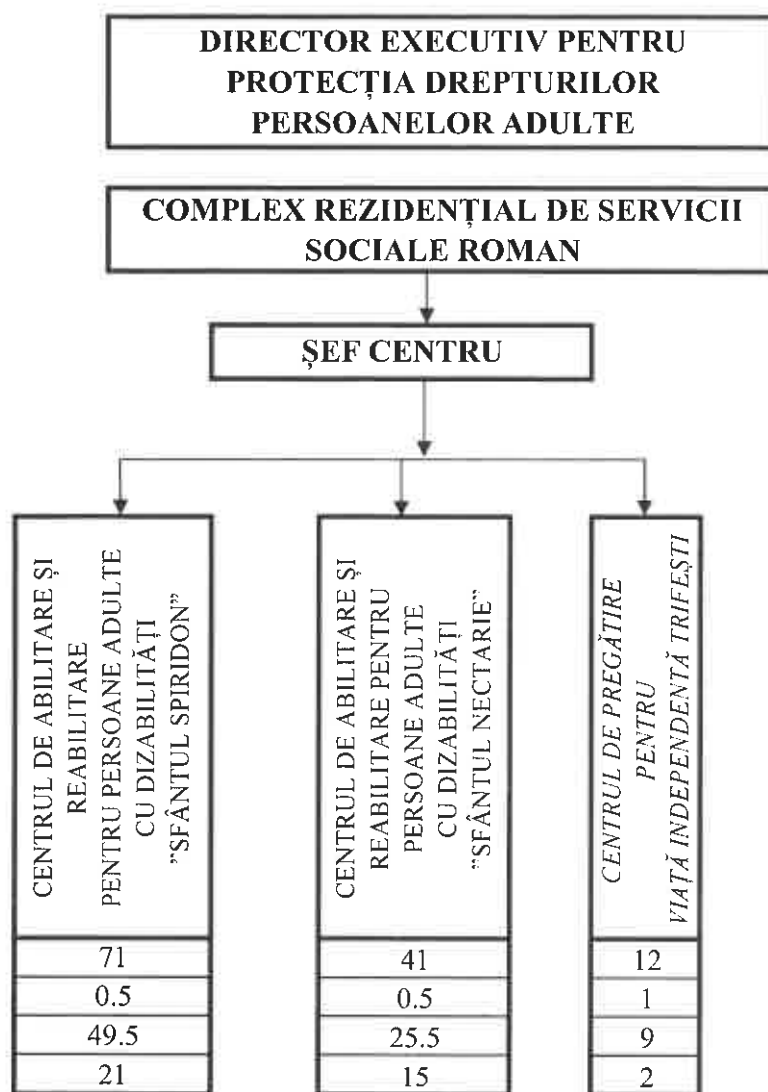 DIRECTOR EXECUTIV PENTRU
PROTECȚIA DREPTURILOR
PERSOANELOR ADULTE
COMPLEX REZIDENȚIAL DE SERVICII
SOCIALE ROMAN
ȘEF CENTRU
CENTRUL DE ABILITARE ȘI
REABILITARE
PENTRU PERSOANE ADULTE
CU DIZABILITĂȚI
”SFÂNTUL SPIRIDON”
71
0.5
49.5
21
CENTRUL DE ABILITARE ȘI
REABILITARE PENTRU
PERSOANE ADULTE
CU DIZABILITĂȚI
”SFÂNTUL NECTARIE”
41
0.5
25.5
15
CENTRUL DE PREGĂTIRE
PENTRU
VIAȚĂ INDEPENDENTĂ TRIFEȘTI
12
1
9
2